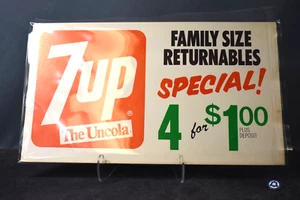 7up
The Uncola
®
FAMILY SIZE
RETURNABLES
SPECIAL!
4 for $1.00
PLUS
DEPOSIT